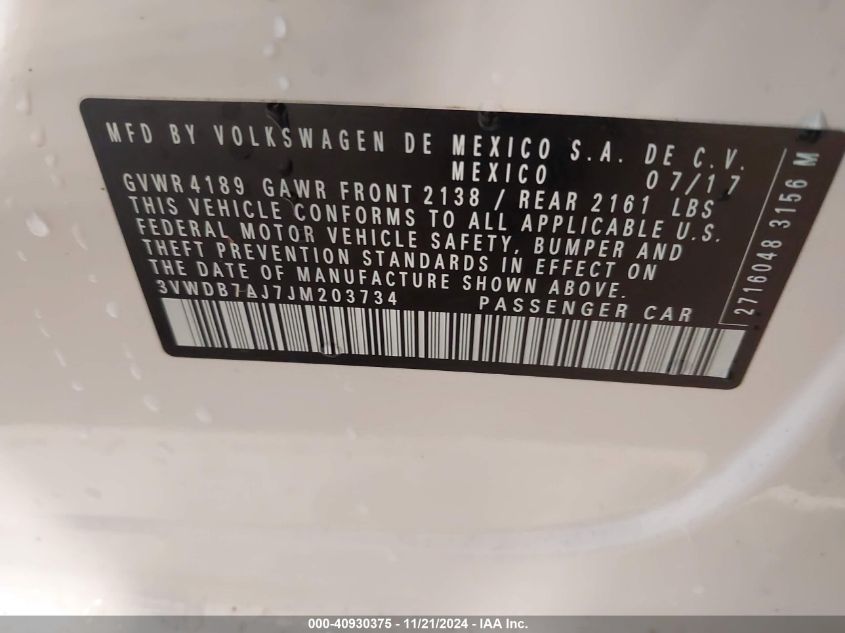 MFD BY VOLKSWAGEN DE MEXICO S.A. DE C.V.
MEXICO 07/17
GVWR 4189 GAWR FRONT 2138 / REAR 2161 LBS
THIS VEHICLE CONFORMS TO ALL APPLICABLE U.S.
FEDERAL MOTOR VEHICLE SAFETY, BUMPER AND
THEFT PREVENTION STANDARDS IN EFFECT ON
THE DATE OF MANUFACTURE SHOWN ABOVE.
3VWDB7AJ7JM203734 PASSENGER CAR
2716048 3156 M
000-40930375 - 11/21/2024 - IAA Inc.